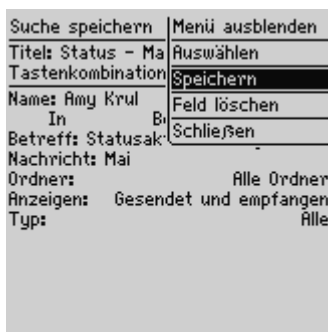 Suche speichern
Titel: Status - Ma
Tastenkombination
Name: Amy Krul
In
Betreff: Statusak
Nachricht: Mai
Ordner: Alle Ordner
Anzeigen: Gesendet und empfangen
Typ: Alle
Menü ausblenden
Auswählen
Speichern
Feld löschen
Schließen